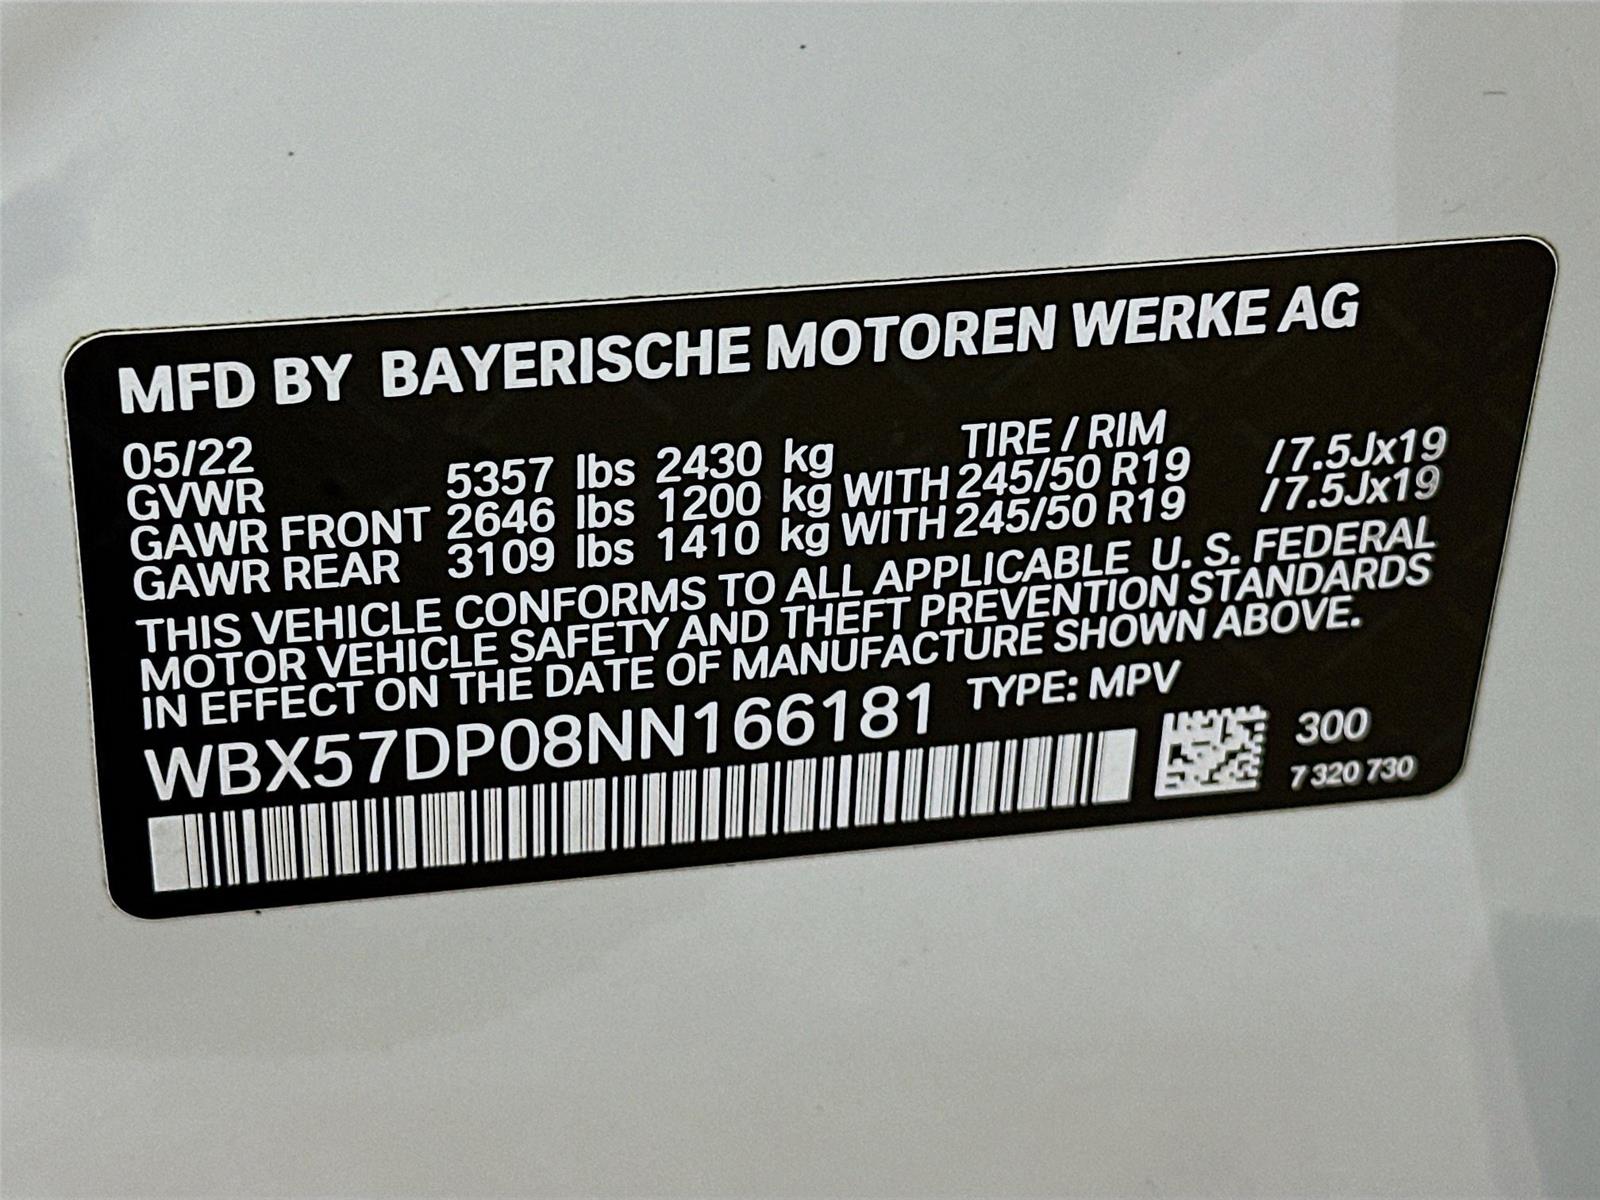 MFD BY BAYERISCHE MOTOREN WERKE AG
05/22 TIRE / RIM
GVWR 5357 lbs 2430 kg
GAWR FRONT 2646 lbs 1200 kg WITH 245/50 R19 /7.5Jx19
GAWR REAR 3109 lbs 1410 kg WITH 245/50 R19 /7.5Jx19
THIS VEHICLE CONFORMS TO ALL APPLICABLE U. S. FEDERAL
MOTOR VEHICLE SAFETY AND THEFT PREVENTION STANDARDS
IN EFFECT ON THE DATE OF MANUFACTURE SHOWN ABOVE.
WBX57DP08NN166181 TYPE: MPV
300
7 320 730